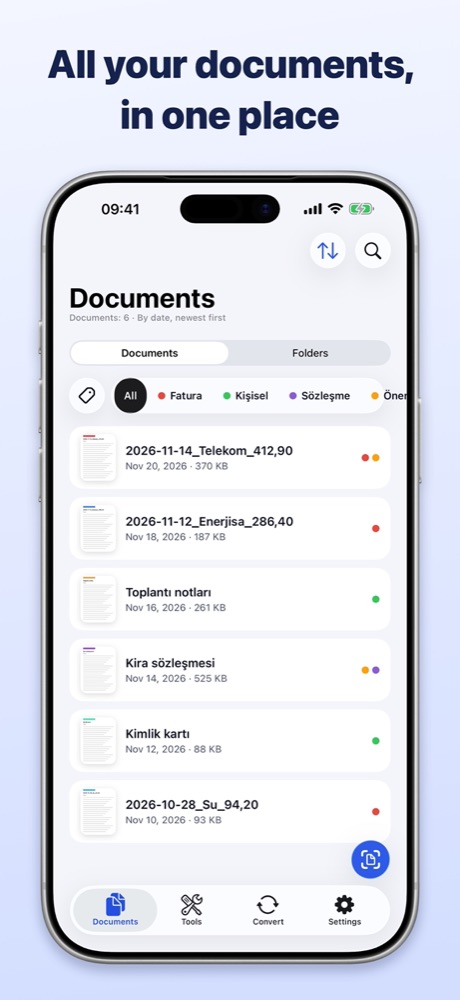 All your documents,
in one place
09:41
Documents
Documents: 6 · By date, newest first
Documents
Folders
All
Fatura
Kişisel
Sözleşme
Öner
2026-11-14_Telekom_412,90
Nov 20, 2026 · 370 KB
2026-11-12_Enerjisa_286,40
Nov 18, 2026 · 187 KB
Toplantı notları
Nov 16, 2026 · 261 KB
Kira sözleşmesi
Nov 14, 2026 · 525 KB
Kimlik kartı
Nov 12, 2026 · 88 KB
2026-10-28_Su_94,20
Nov 10, 2026 · 93 KB
Documents
Tools
Convert
Settings